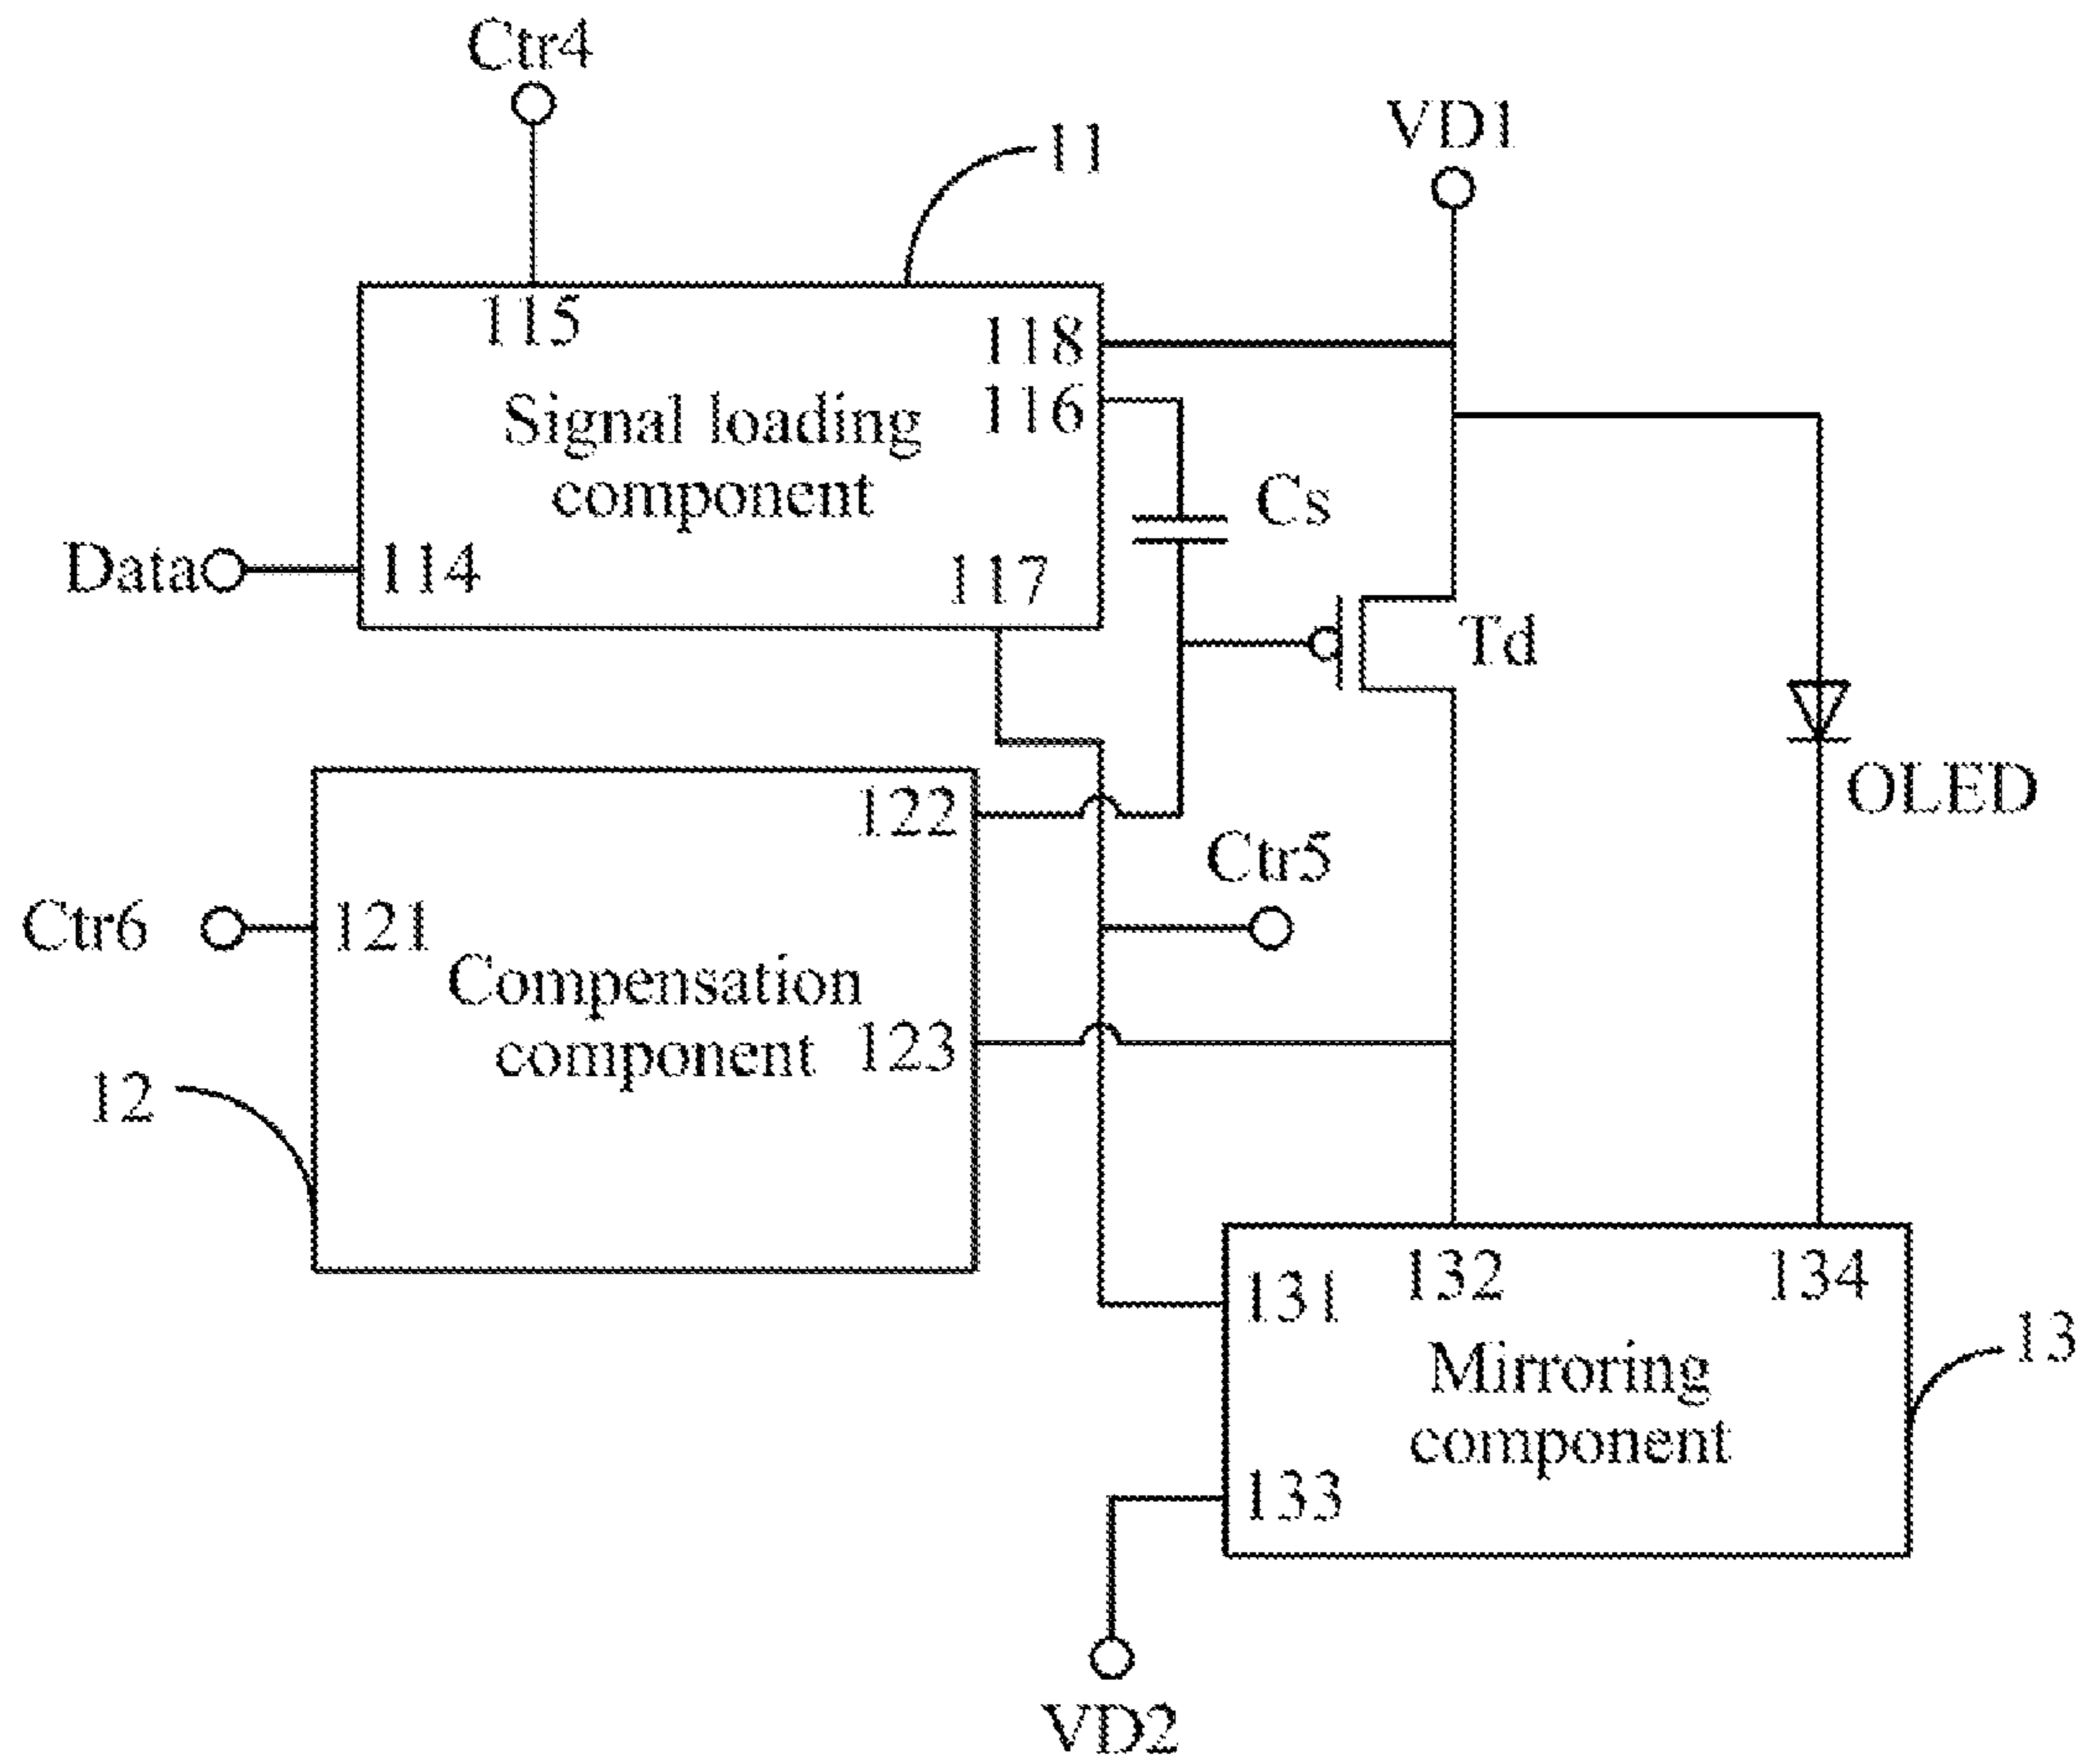 Ctr4
VD1
11
115
118
116
Signal loading
component
Cs
Data
114
117
Td
122
OLED
Ctr5
Ctr6
121
Compensation
component
123
12
132
134
131
13
Mirroring
component
133
VD2